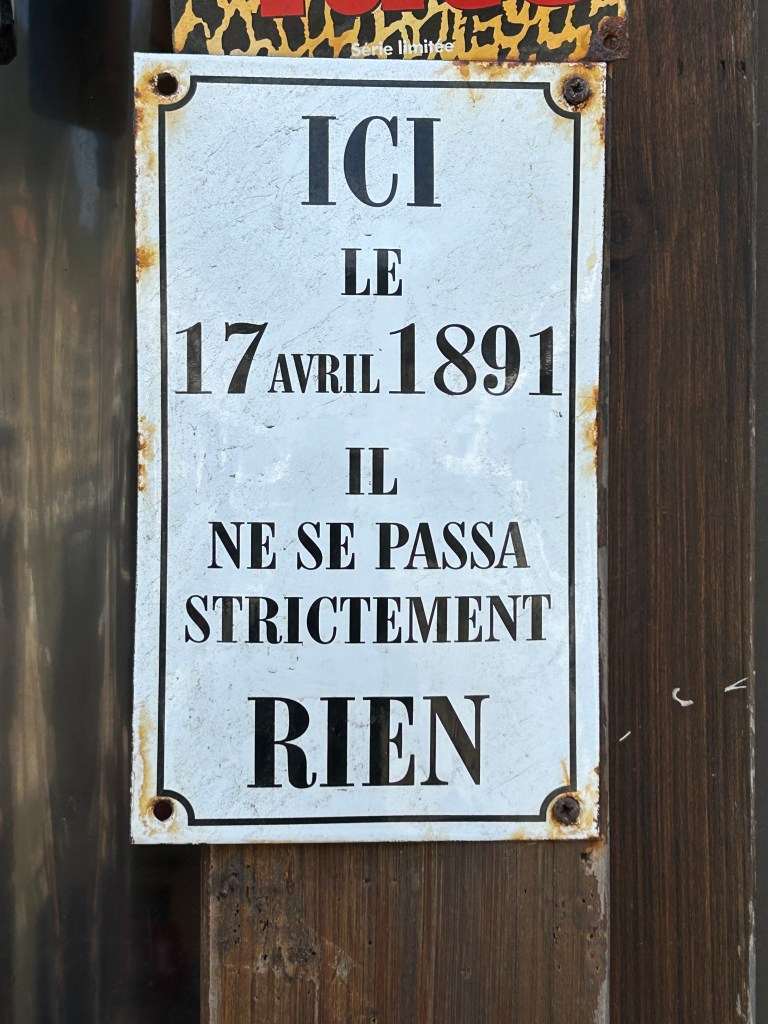 Série limitée
ICI
LE
17 AVRIL 1891
IL
NE SE PASSA
STRICTEMENT
RIEN